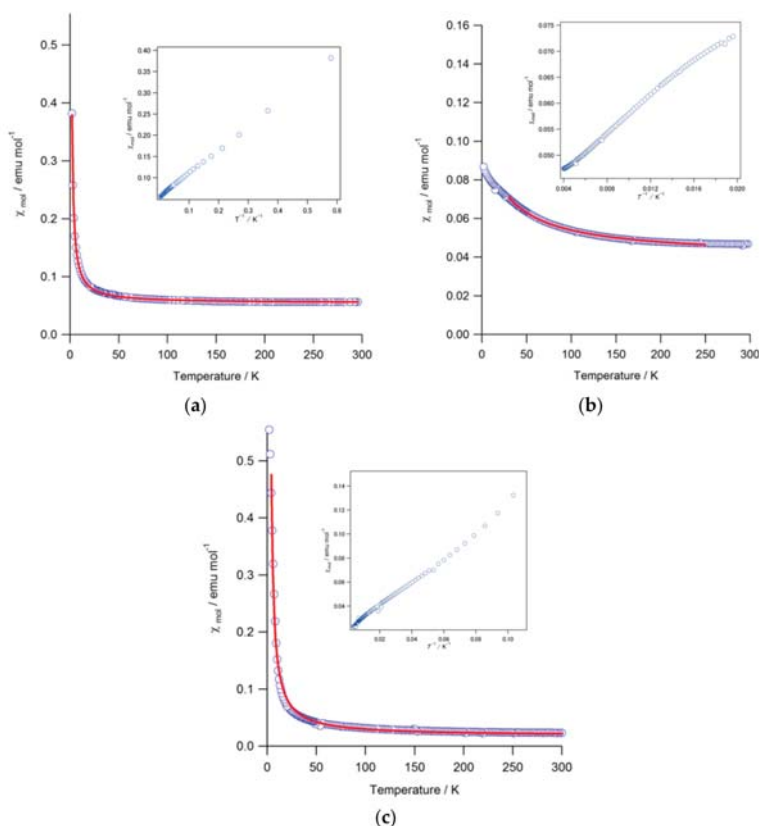 0.5
0.4
0.3
0.2
0.1
0.0
χ mol / emu mol-1
0 50 100 150 200 250 300
Temperature / K
0.40
0.30
0.20
0.10
χmol / emu mol-1
0.1 0.2 0.3 0.4 0.5 0.6
T-1 / K-1
(a)
0.16
0.14
0.12
0.10
0.08
0.06
0.04
0.02
0.00
χ mol / emu mol-1
0 50 100 150 200 250 300
Temperature / K
0.075
0.070
0.065
0.060
0.055
0.050
χmol / emu mol-1
0.004 0.008 0.012 0.016 0.020
T-1 / K-1
(b)
0.5
0.4
0.3
0.2
0.1
0.0
χ mol / emu mol-1
0 50 100 150 200 250 300
Temperature / K
0.14
0.12
0.10
0.08
0.06
0.04
χmol / emu mol-1
0.02 0.04 0.06 0.08 0.10
T-1 / K-1
(c)